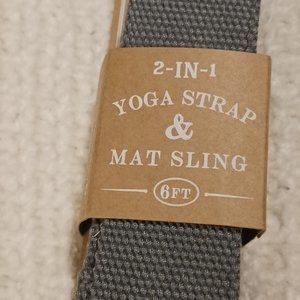 2-IN-1
YOGA STRAP
&
MAT SLING
6FT